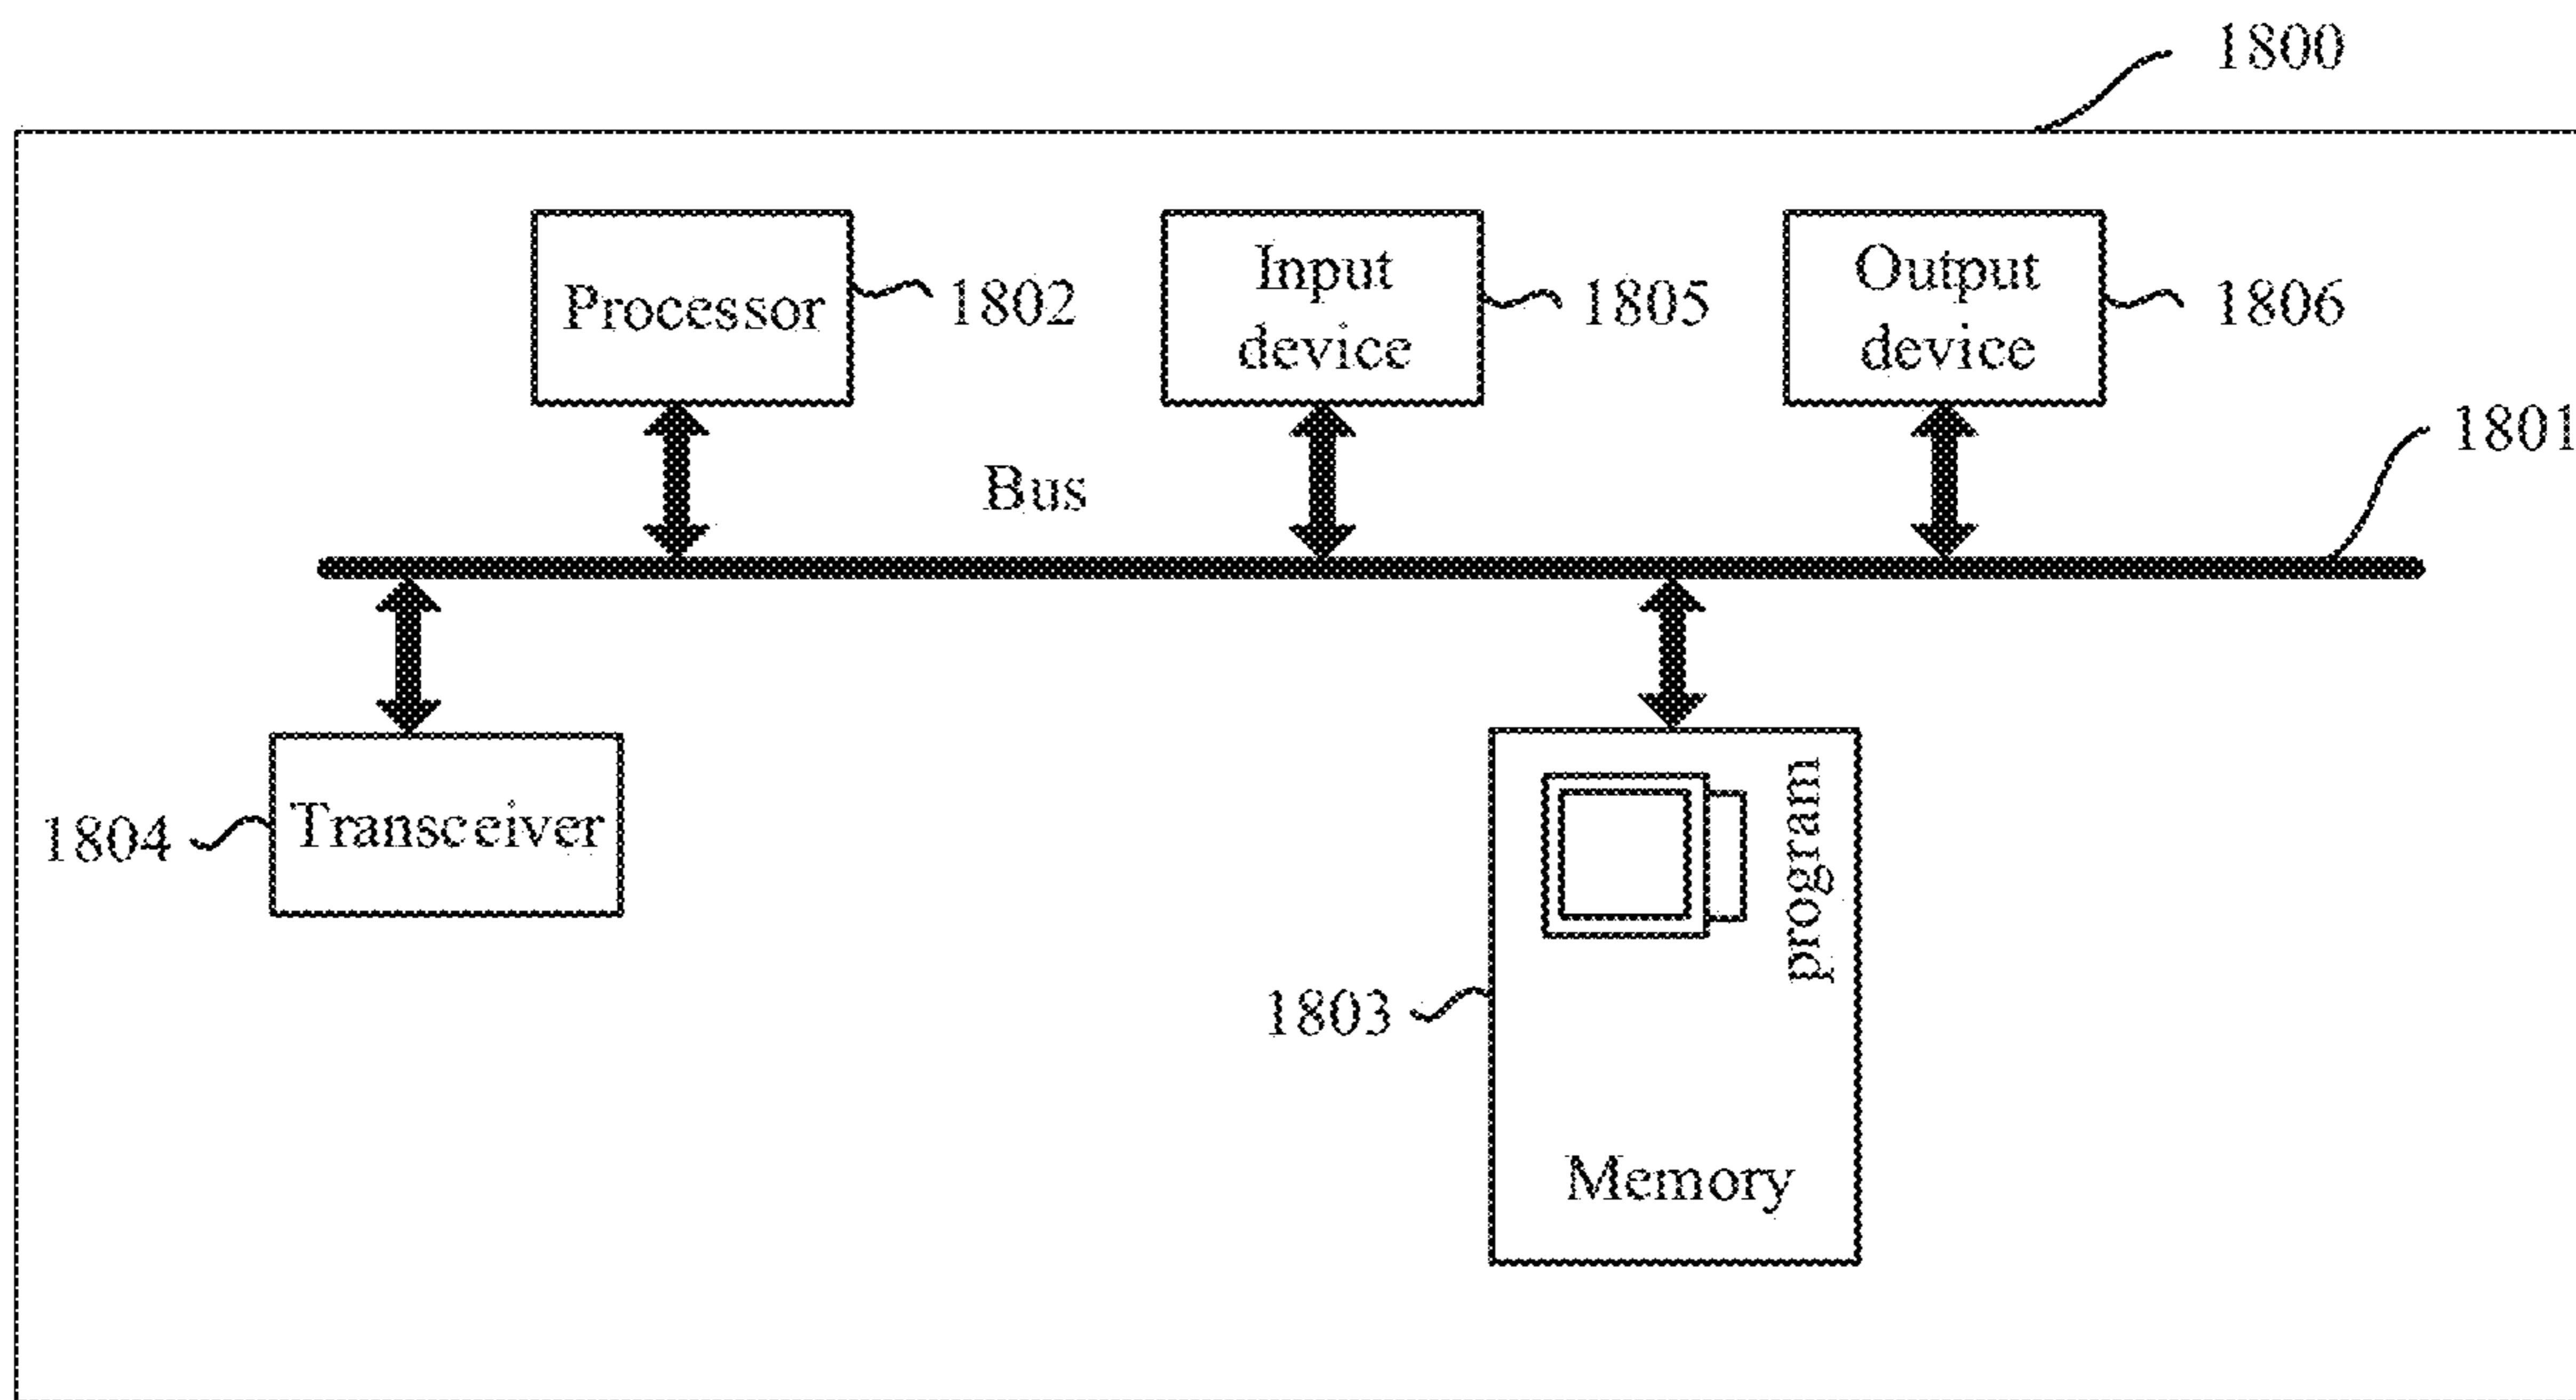 1800
Processor
1802
Input
device
1805
Output
device
1806
Bus
1801
1804
Transceiver
program
1803
Memory